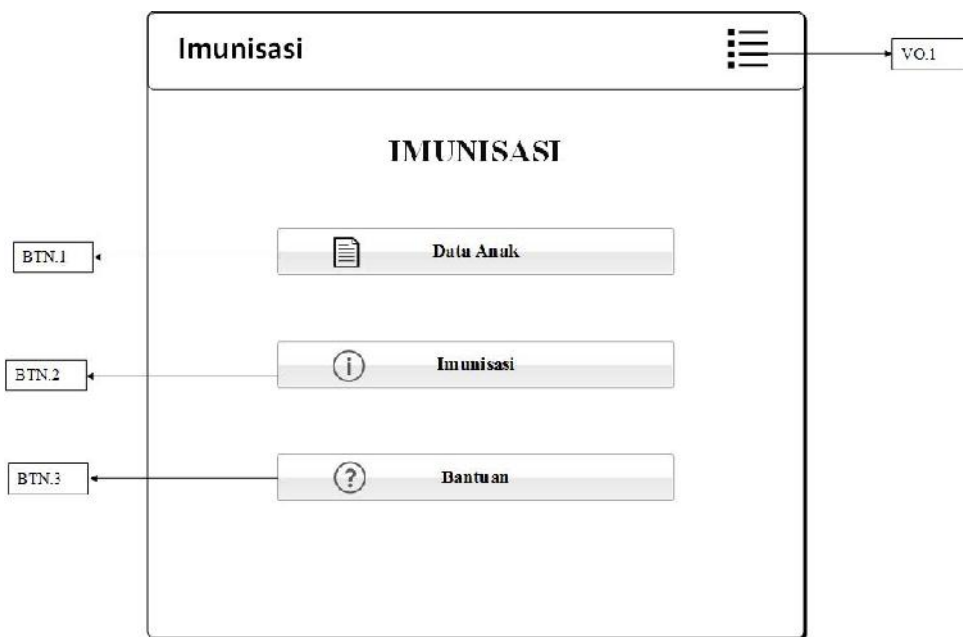 Imunisasi
VO.1
IMUNISASI
BTN.1
Data Anak
BTN.2
Imunisasi
BTN.3
Bantuan